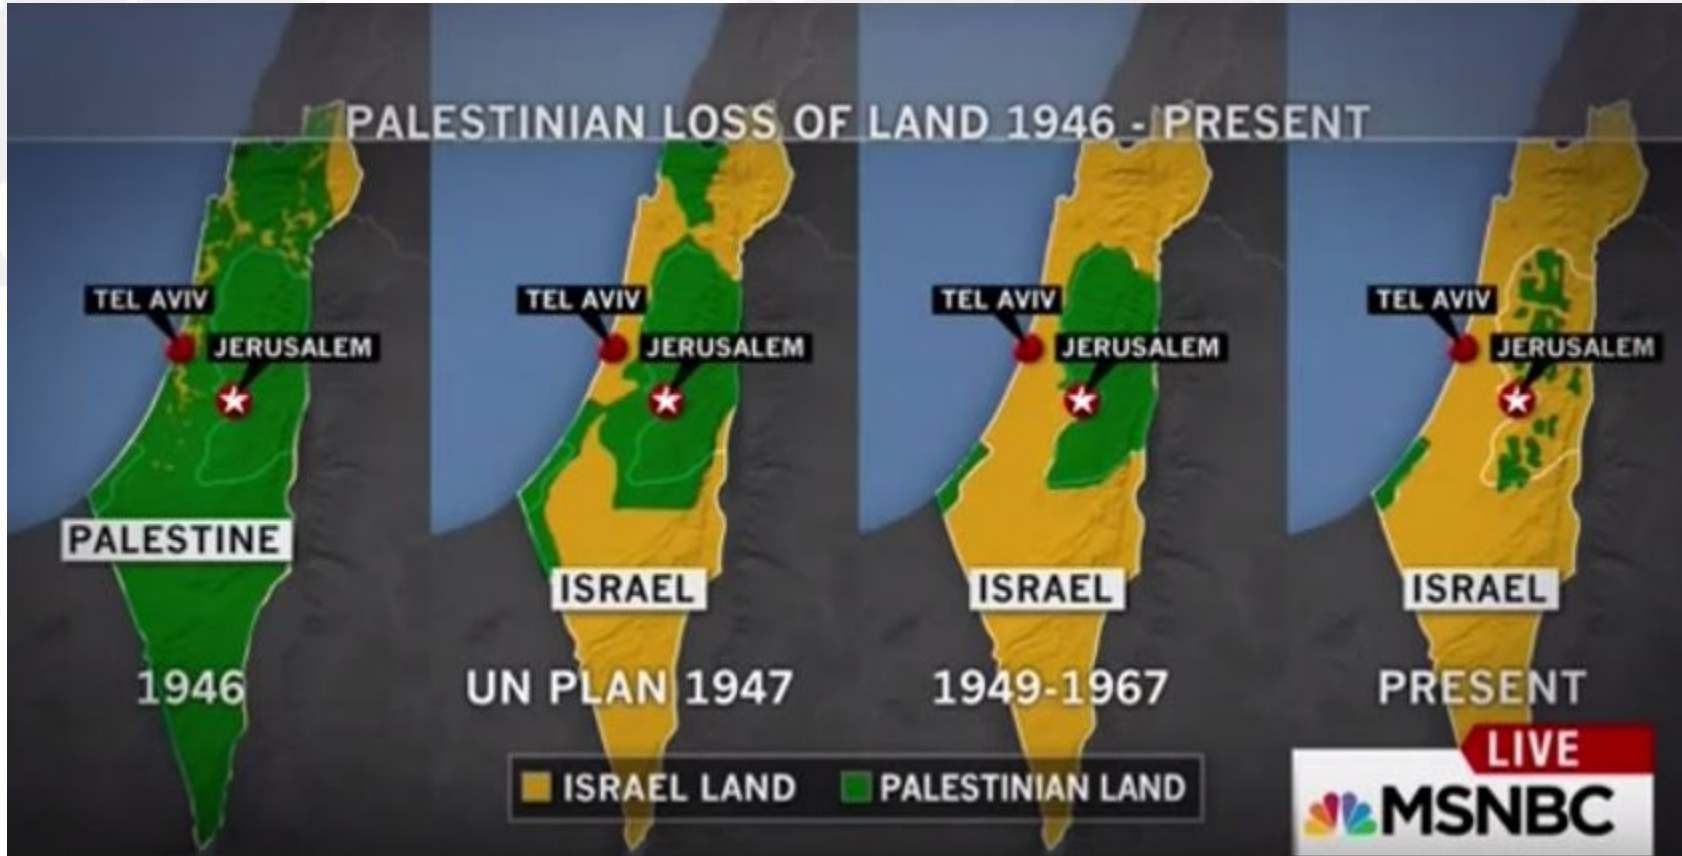 PALESTINIAN LOSS OF LAND 1946 - PRESENT
TEL AVIV
JERUSALEM
PALESTINE
1946
TEL AVIV
JERUSALEM
ISRAEL
UN PLAN 1947
TEL AVIV
JERUSALEM
ISRAEL
1949-1967
TEL AVIV
JERUSALEM
ISRAEL
PRESENT
ISRAEL LAND
PALESTINIAN LAND
LIVE
MSNBC